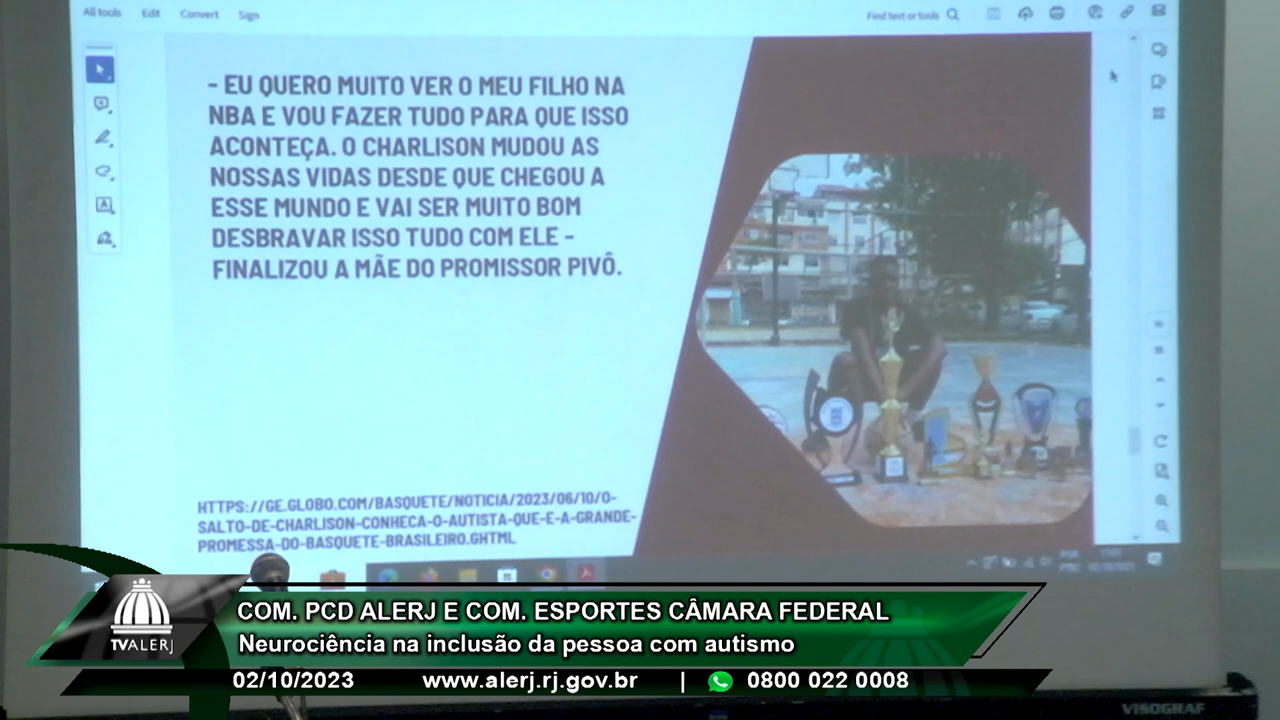 All tools Edit Convert Sign
Find text or tools
- EU QUERO MUITO VER O MEU FILHO NA
NBA E VOU FAZER TUDO PARA QUE ISSO
ACONTEÇA. O CHARLISON MUDOU AS
NOSSAS VIDAS DESDE QUE CHEGOU A
ESSE MUNDO E VAI SER MUITO BOM
DESBRAVAR ISSO TUDO COM ELE -
FINALIZOU A MÃE DO PROMISSOR PIVÔ.
HTTPS://GE.GLOBO.COM/BASQUETE/NOTICIA/2023/06/10/O-
SALTO-DE-CHARLISON-CONHECA-O-AUTISTA-QUE-E-A-GRANDE-
PROMESSA-DO-BASQUETE-BRASILEIRO.GHTML
COM. PCD ALERJ E COM. ESPORTES CÂMARA FEDERAL
Neurociência na inclusão da pessoa com autismo
TVALERJ
02/10/2023 www.alerj.rj.gov.br | 0800 022 0008
VISOGRAF